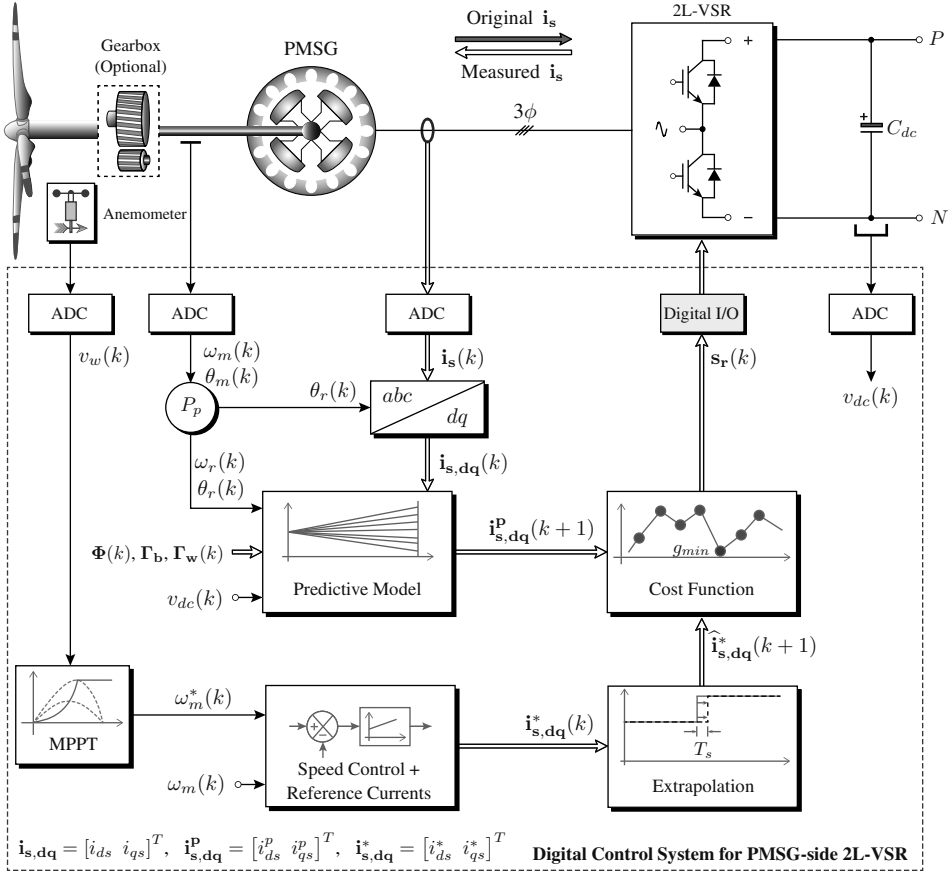 Original i_s
2L-VSR
Gearbox
(Optional)
PMSG
Measured i_s
+
P
3ϕ
+
C_dc
Anemometer
−
N
ADC
ADC
ADC
Digital I/O
ADC
v_w(k)
ω_m(k)
θ_m(k)
i_s(k)
s_r(k)
v_dc(k)
P_p
θ_r(k)
abc
dq
ω_r(k)
θ_r(k)
i_s,dq(k)
Φ(k), Γ_b, Γ_w(k)
Predictive Model
i^p_s,dq(k + 1)
g_min
Cost Function
v_dc(k)
î*_s,dq(k + 1)
MPPT
ω*_m(k)
+
−
Speed Control +
Reference Currents
i*_s,dq(k)
T_s
Extrapolation
ω_m(k)
i_s,dq = [i_ds i_qs]^T, i^p_s,dq = [i^p_ds i^p_qs]^T, i*_s,dq = [i*_ds i*_qs]^T
Digital Control System for PMSG-side 2L-VSR